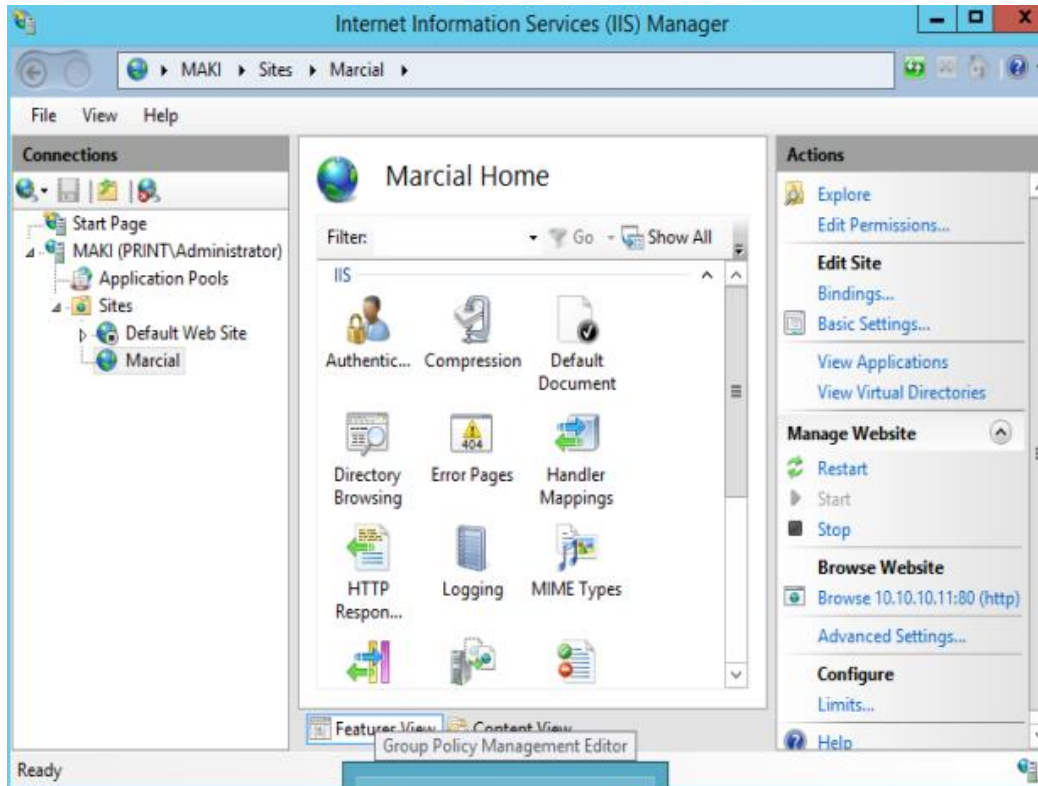 Internet Information Services (IIS) Manager
MAKI Sites Marcial
File View Help
Connections
Start Page
MAKI (PRINT\Administrator)
Application Pools
Sites
Default Web Site
Marcial
Marcial Home
Filter: Go Show All
IIS
Authentic... Compression Default Document
404
Directory Browsing Error Pages Handler Mappings
HTTP Respon... Logging MIME Types
Features View Content View
Group Policy Management Editor
Actions
Explore
Edit Permissions...
Edit Site
Bindings...
Basic Settings...
View Applications
View Virtual Directories
Manage Website
Restart
Start
Stop
Browse Website
Browse 10.10.10.11:80 (http)
Advanced Settings...
Configure
Limits...
Help
Ready